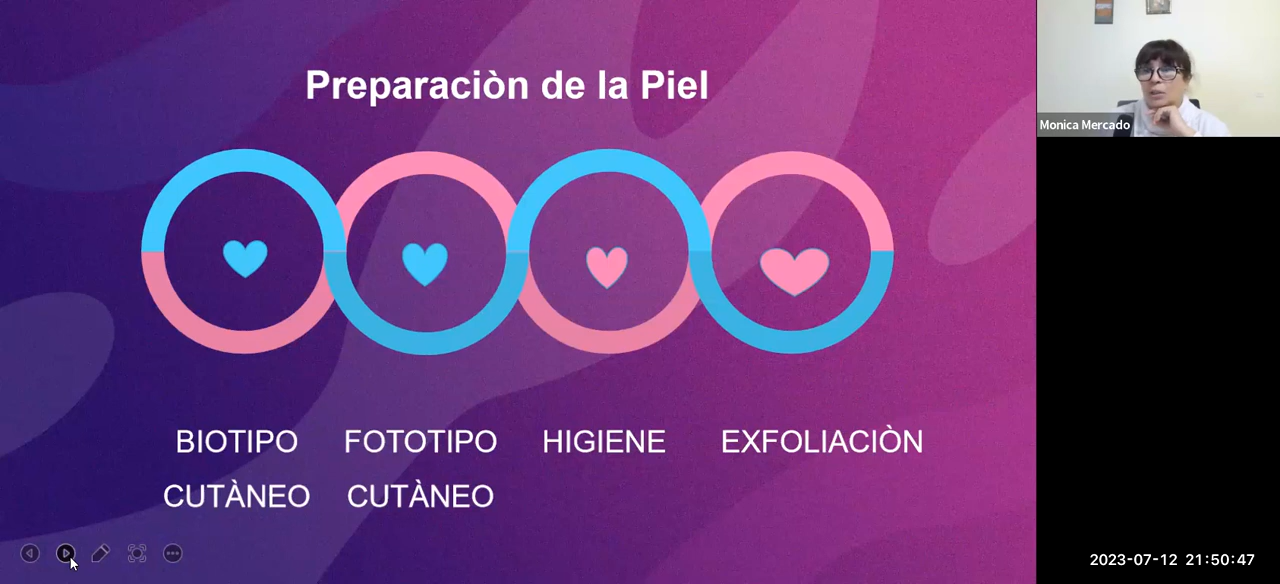 Preparaciòn de la Piel
Monica Mercado
BIOTIPO FOTOTIPO HIGIENE EXFOLIACIÒN
CUTÀNEO CUTÀNEO
2023-07-12 21:50:47